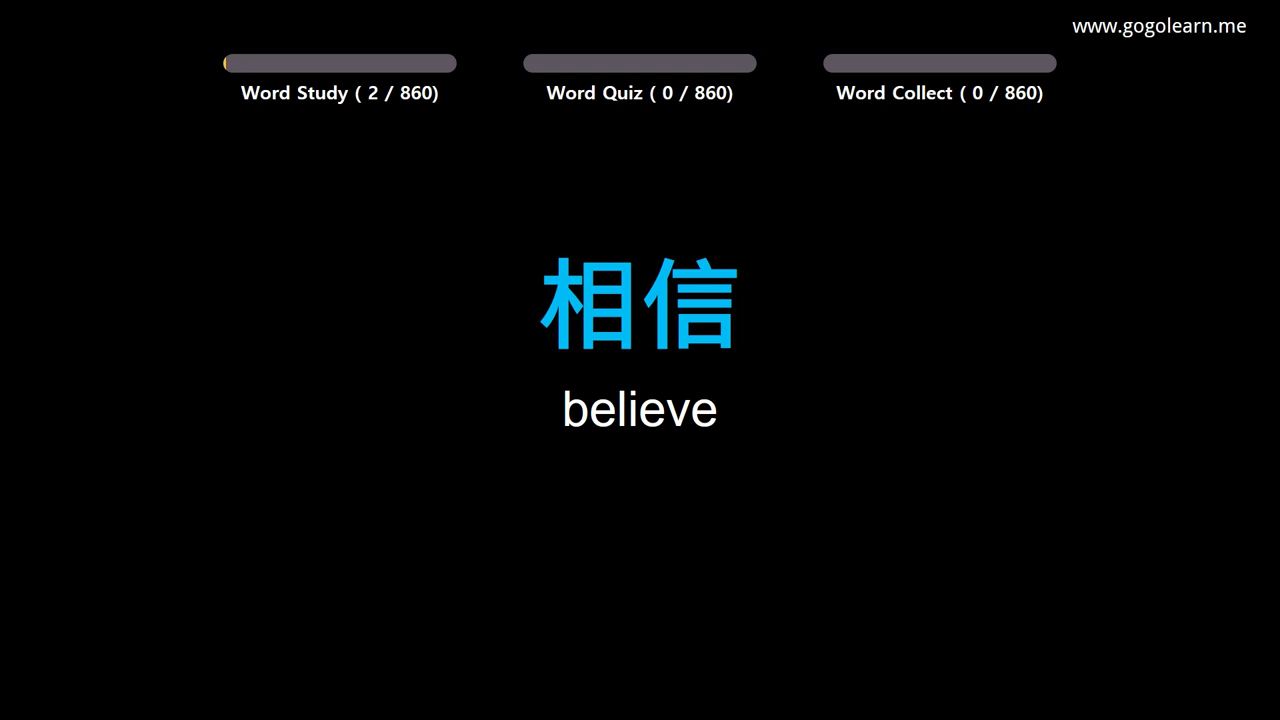 www.gogolearn.me
Word Study ( 2 / 860)
Word Quiz ( 0 / 860)
Word Collect ( 0 / 860)
相信
believe